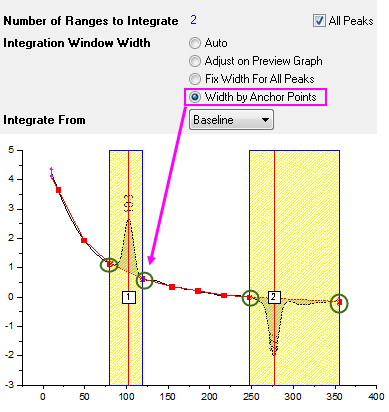 Number of Ranges to Integrate 2 All Peaks
Integration Window Width Auto
Adjust on Preview Graph
Fix Width For All Peaks
Width by Anchor Points
Integrate From Baseline
5
4
3
2
1
0
-1
-2
-3
103
1 2
0 50 100 150 200 250 300 350 400